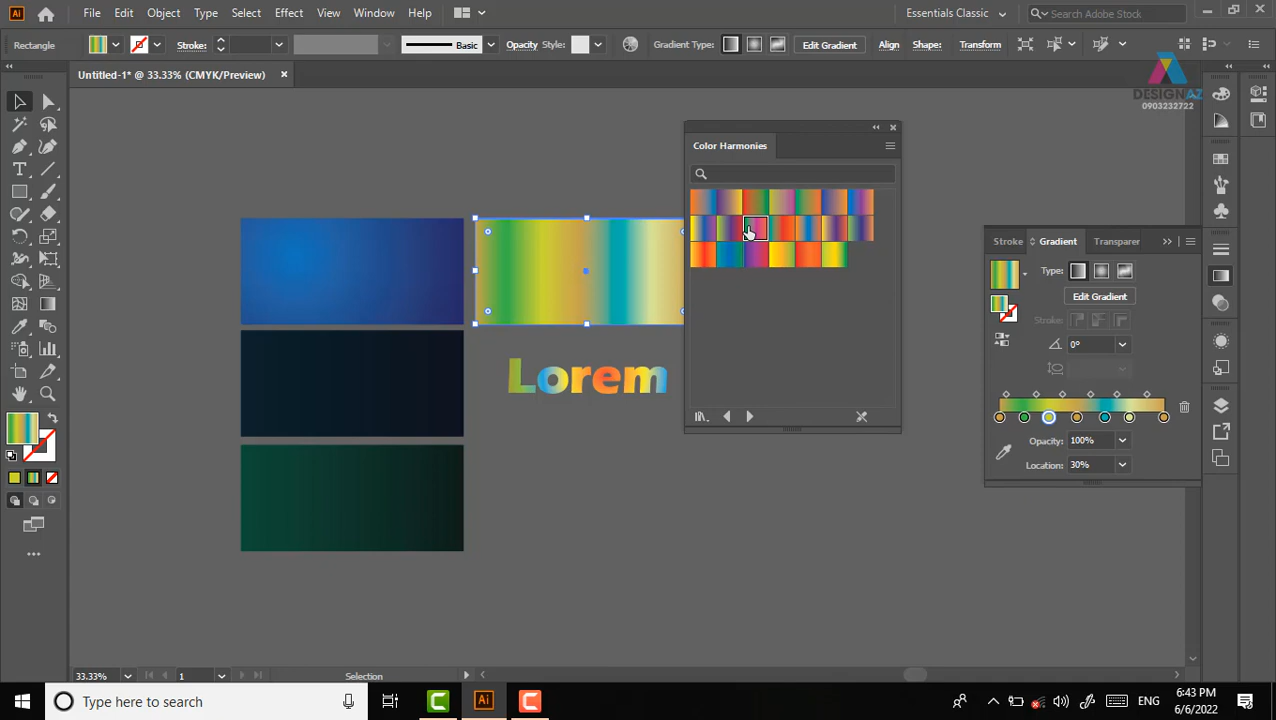 Ai File Edit Object Type Select Effect View Window Help Essentials Classic Search Adobe Stock
Rectangle Stroke: Basic Opacity Style: Gradient Type: Edit Gradient Align Shape: Transform
Untitled-1* @ 33.33% (CMYK/Preview)
DESIGNAZ
0903232722
Color Harmonies
Stroke Gradient Transparer
Type:
Edit Gradient
Stroke:
0°
Lorem
Opacity: 100%
Location: 30%
33.33% 1 Selection
Type here to search
Ai
ENG
6:43 PM
6/6/2022